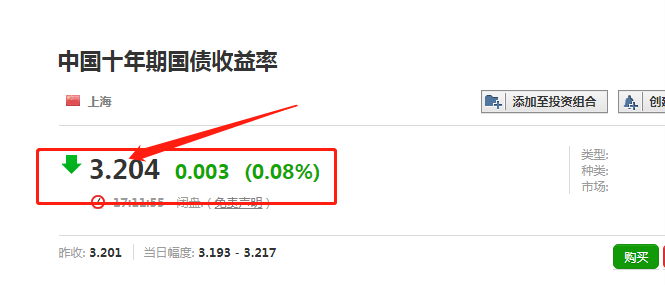 中国十年期国债收益率
上海
添加至投资组合
创建
3.204 0.003 (0.08%)
17:11:55 闭盘. ( 免责声明 )
类型:
种类:
市场:
昨收: 3.201 当日幅度: 3.193 - 3.217
购买